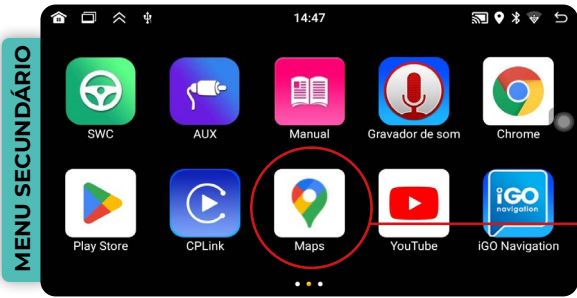 MENU SECUNDÁRIO
14:47
SWC
AUX
Manual
Gravador de som
Chrome
iGO
navigation
Play Store
CPLink
Maps
YouTube
iGO Navigation